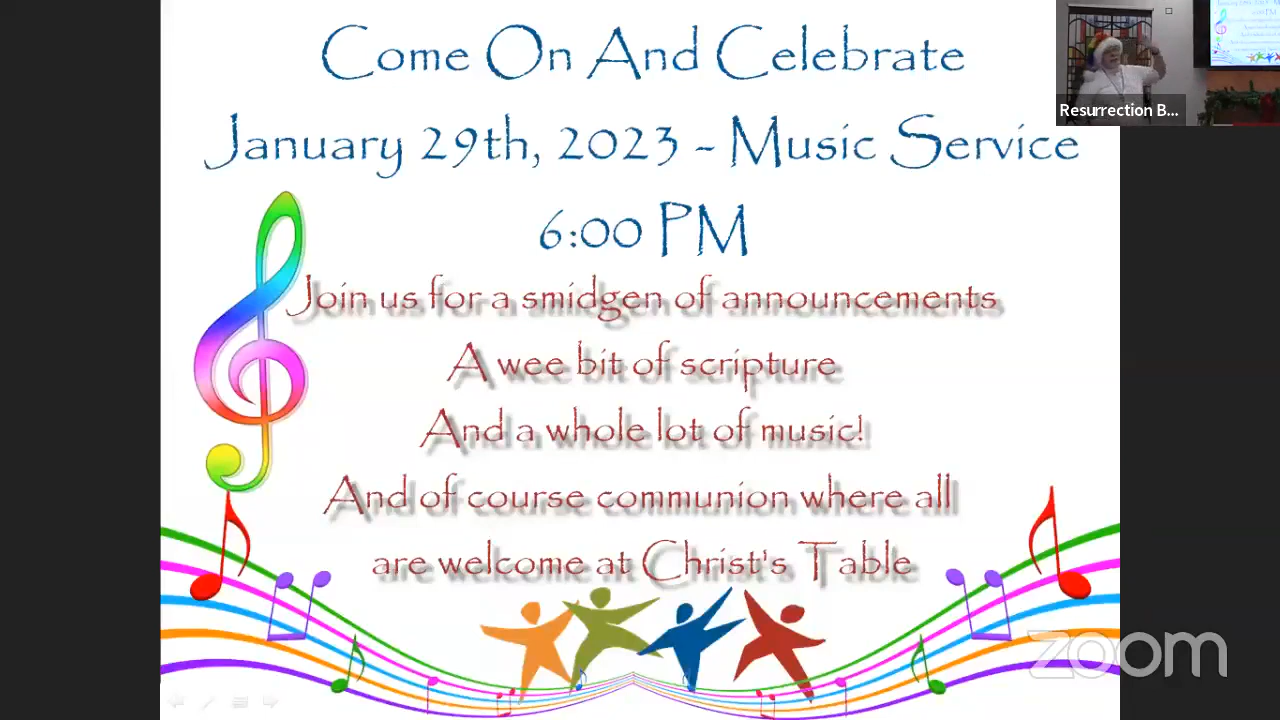 Come On And Celebrate
January 29th, 2023 - Music Service
6:00 PM
Join us for a smidgen of announcements
A wee bit of scripture
And a whole lot of music!
And of course communion where all
are welcome at Christ's Table
Resurrection B...
zoom